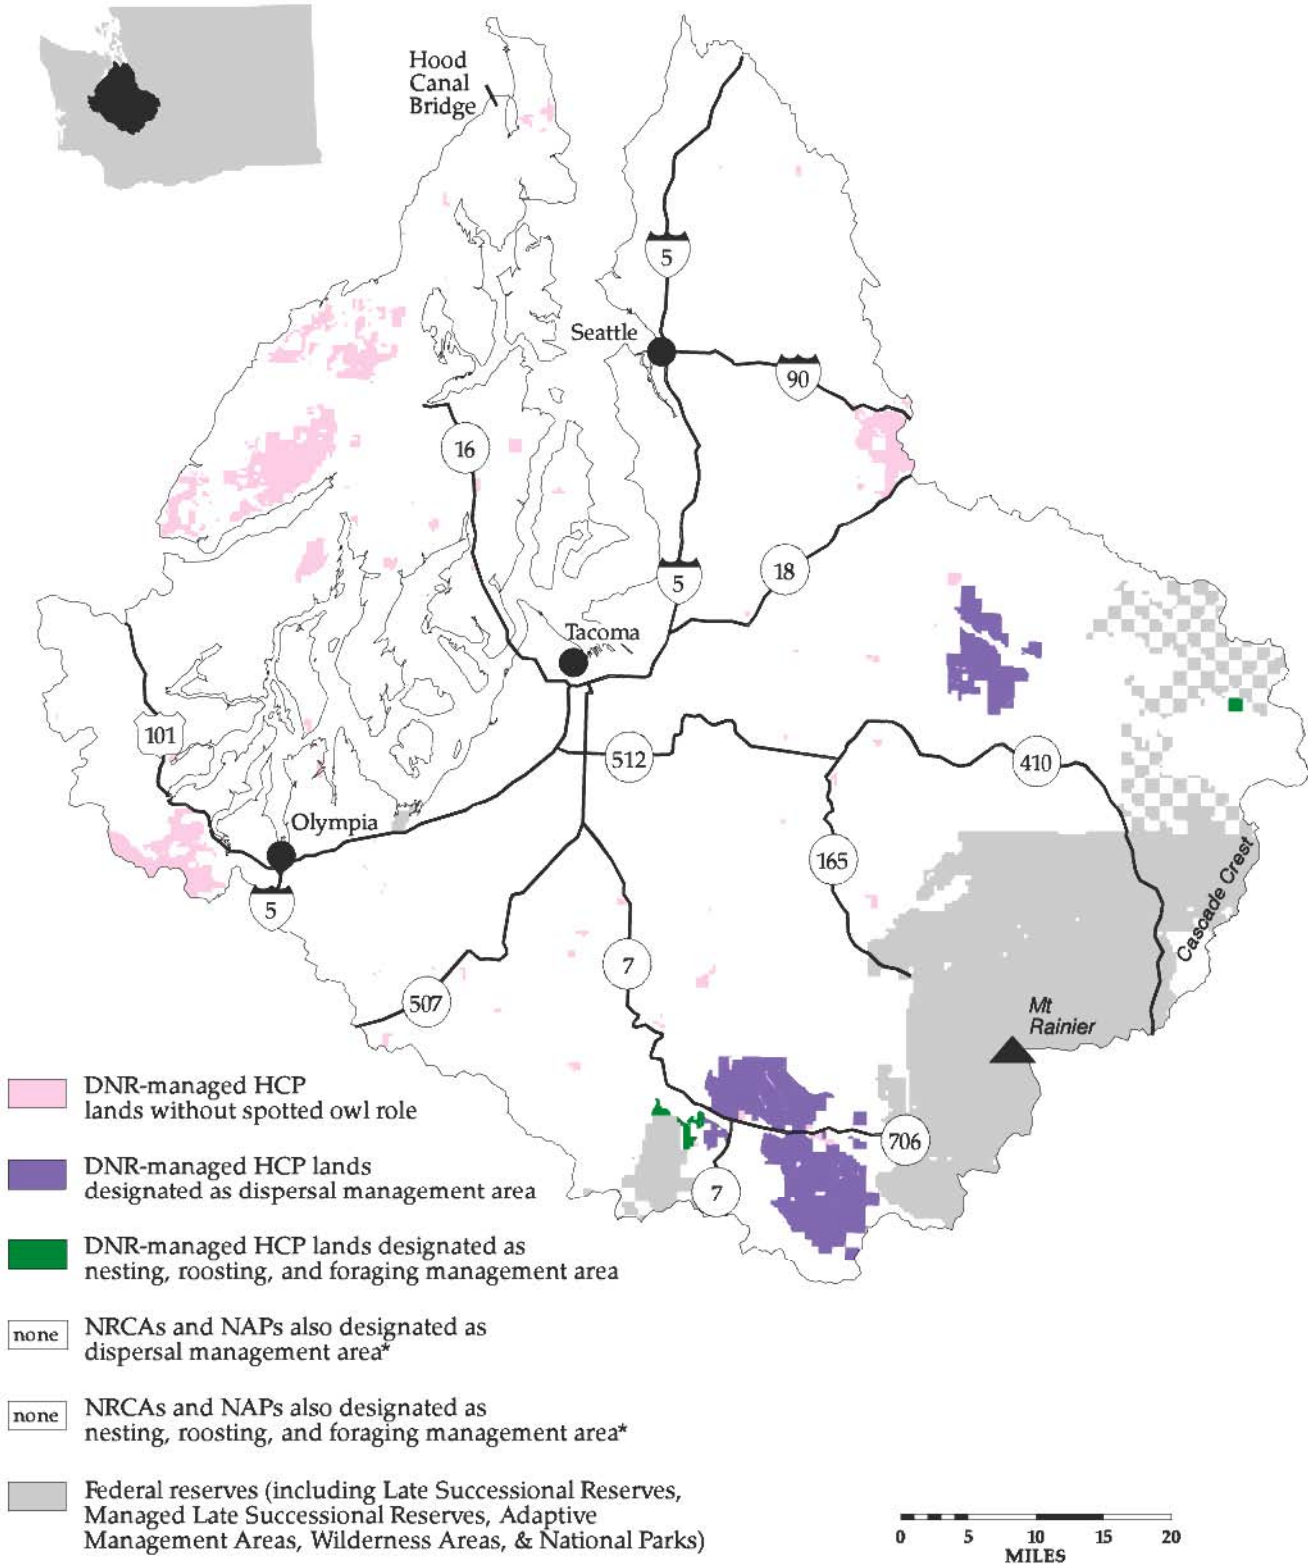 Hood
Canal
Bridge
5
Seattle
90
16
18
5
Tacoma
101
512
410
Olympia
165
5
Cascade Crest
7
507
Mt
Rainier
706
7
DNR-managed HCP
lands without spotted owl role
DNR-managed HCP lands
designated as dispersal management area
DNR-managed HCP lands designated as
nesting, roosting, and foraging management area
none
NRCAs and NAPs also designated as
dispersal management area*
none
NRCAs and NAPs also designated as
nesting, roosting, and foraging management area*
Federal reserves (including Late Successional Reserves,
Managed Late Successional Reserves, Adaptive
Management Areas, Wilderness Areas, & National Parks)
0 5 10 15 20
MILES